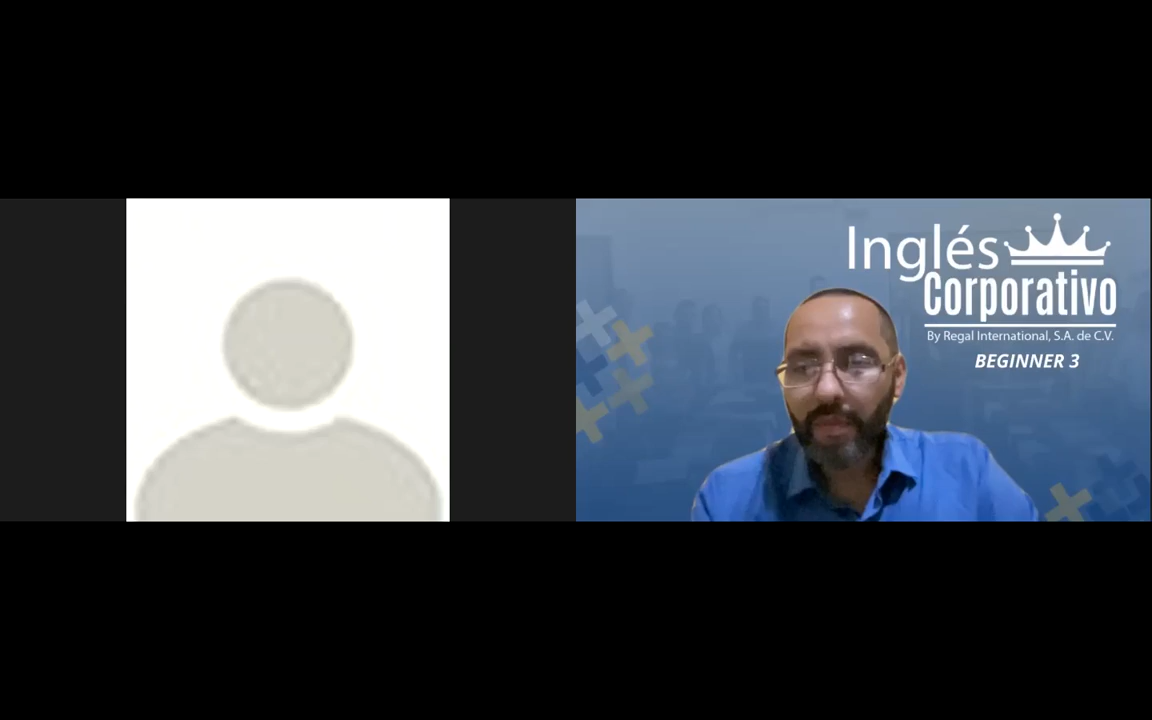 Inglés
Corporativo
By Regal International, S.A. de C.V.
BEGINNER 3